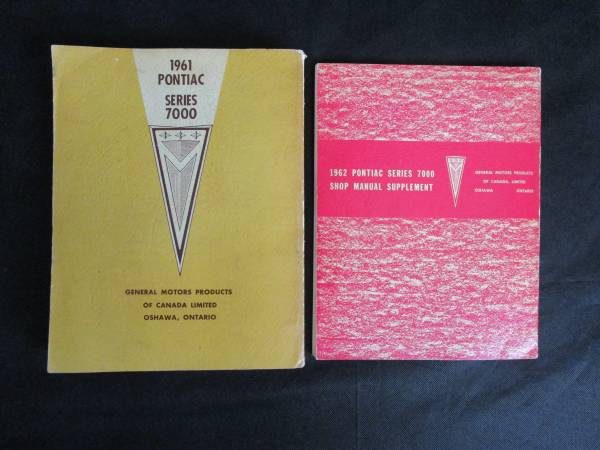 1961
PONTIAC
SERIES
7000
GENERAL MOTORS PRODUCTS
OF CANADA LIMITED
OSHAWA, ONTARIO
1962 PONTIAC SERIES 7000
SHOP MANUAL SUPPLEMENT
GENERAL MOTORS PRODUCTS
OF CANADA LIMITED
OSHAWA ONTARIO